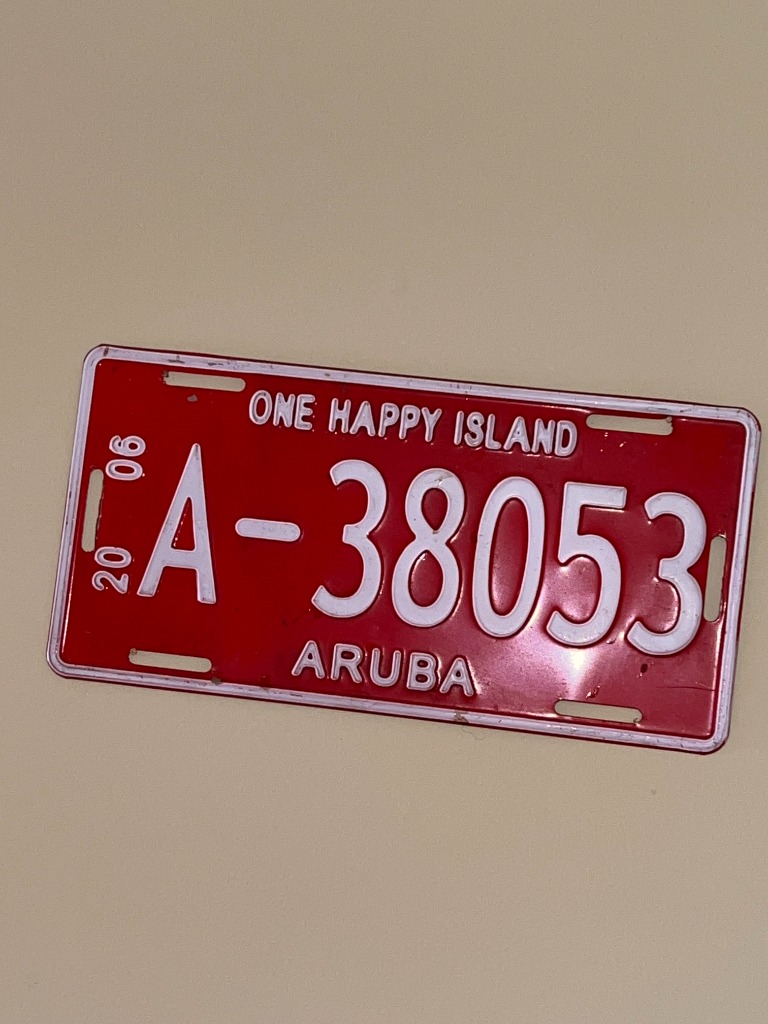 ONE HAPPY ISLAND
20 06
A-38053
ARUBA